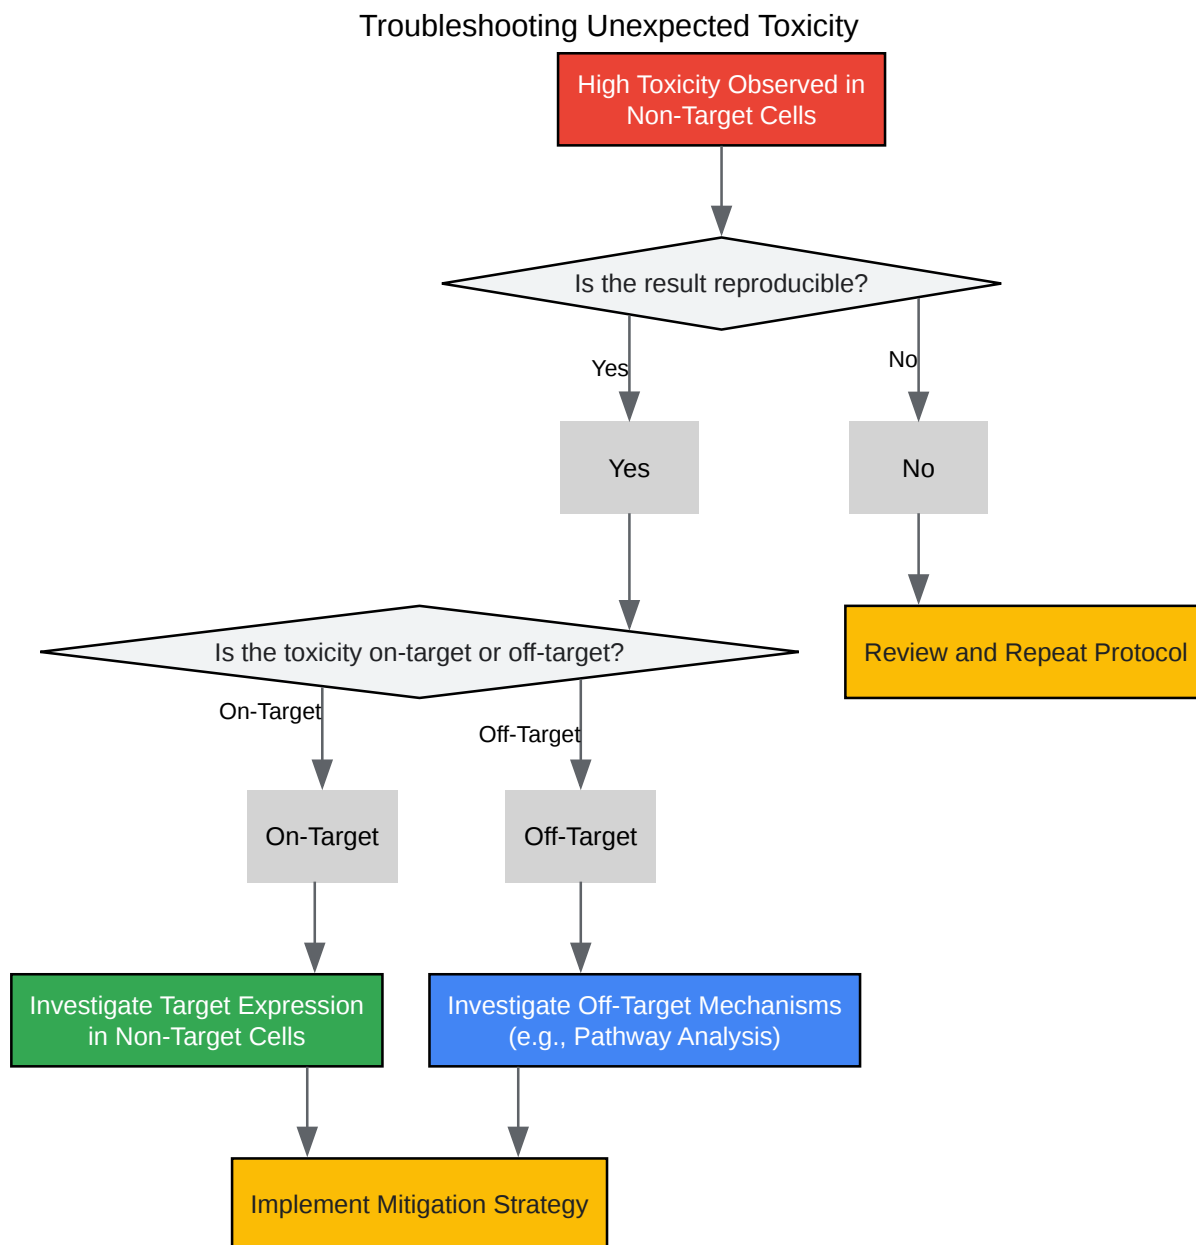 Troubleshooting Unexpected Toxicity
High Toxicity Observed in
Non-Target Cells
Is the result reproducible?
Yes
No
Yes
No
Is the toxicity on-target or off-target?
Review and Repeat Protocol
On-Target
Off-Target
On-Target
Off-Target
Investigate Target Expression
in Non-Target Cells
Investigate Off-Target Mechanisms
(e.g., Pathway Analysis)
Implement Mitigation Strategy